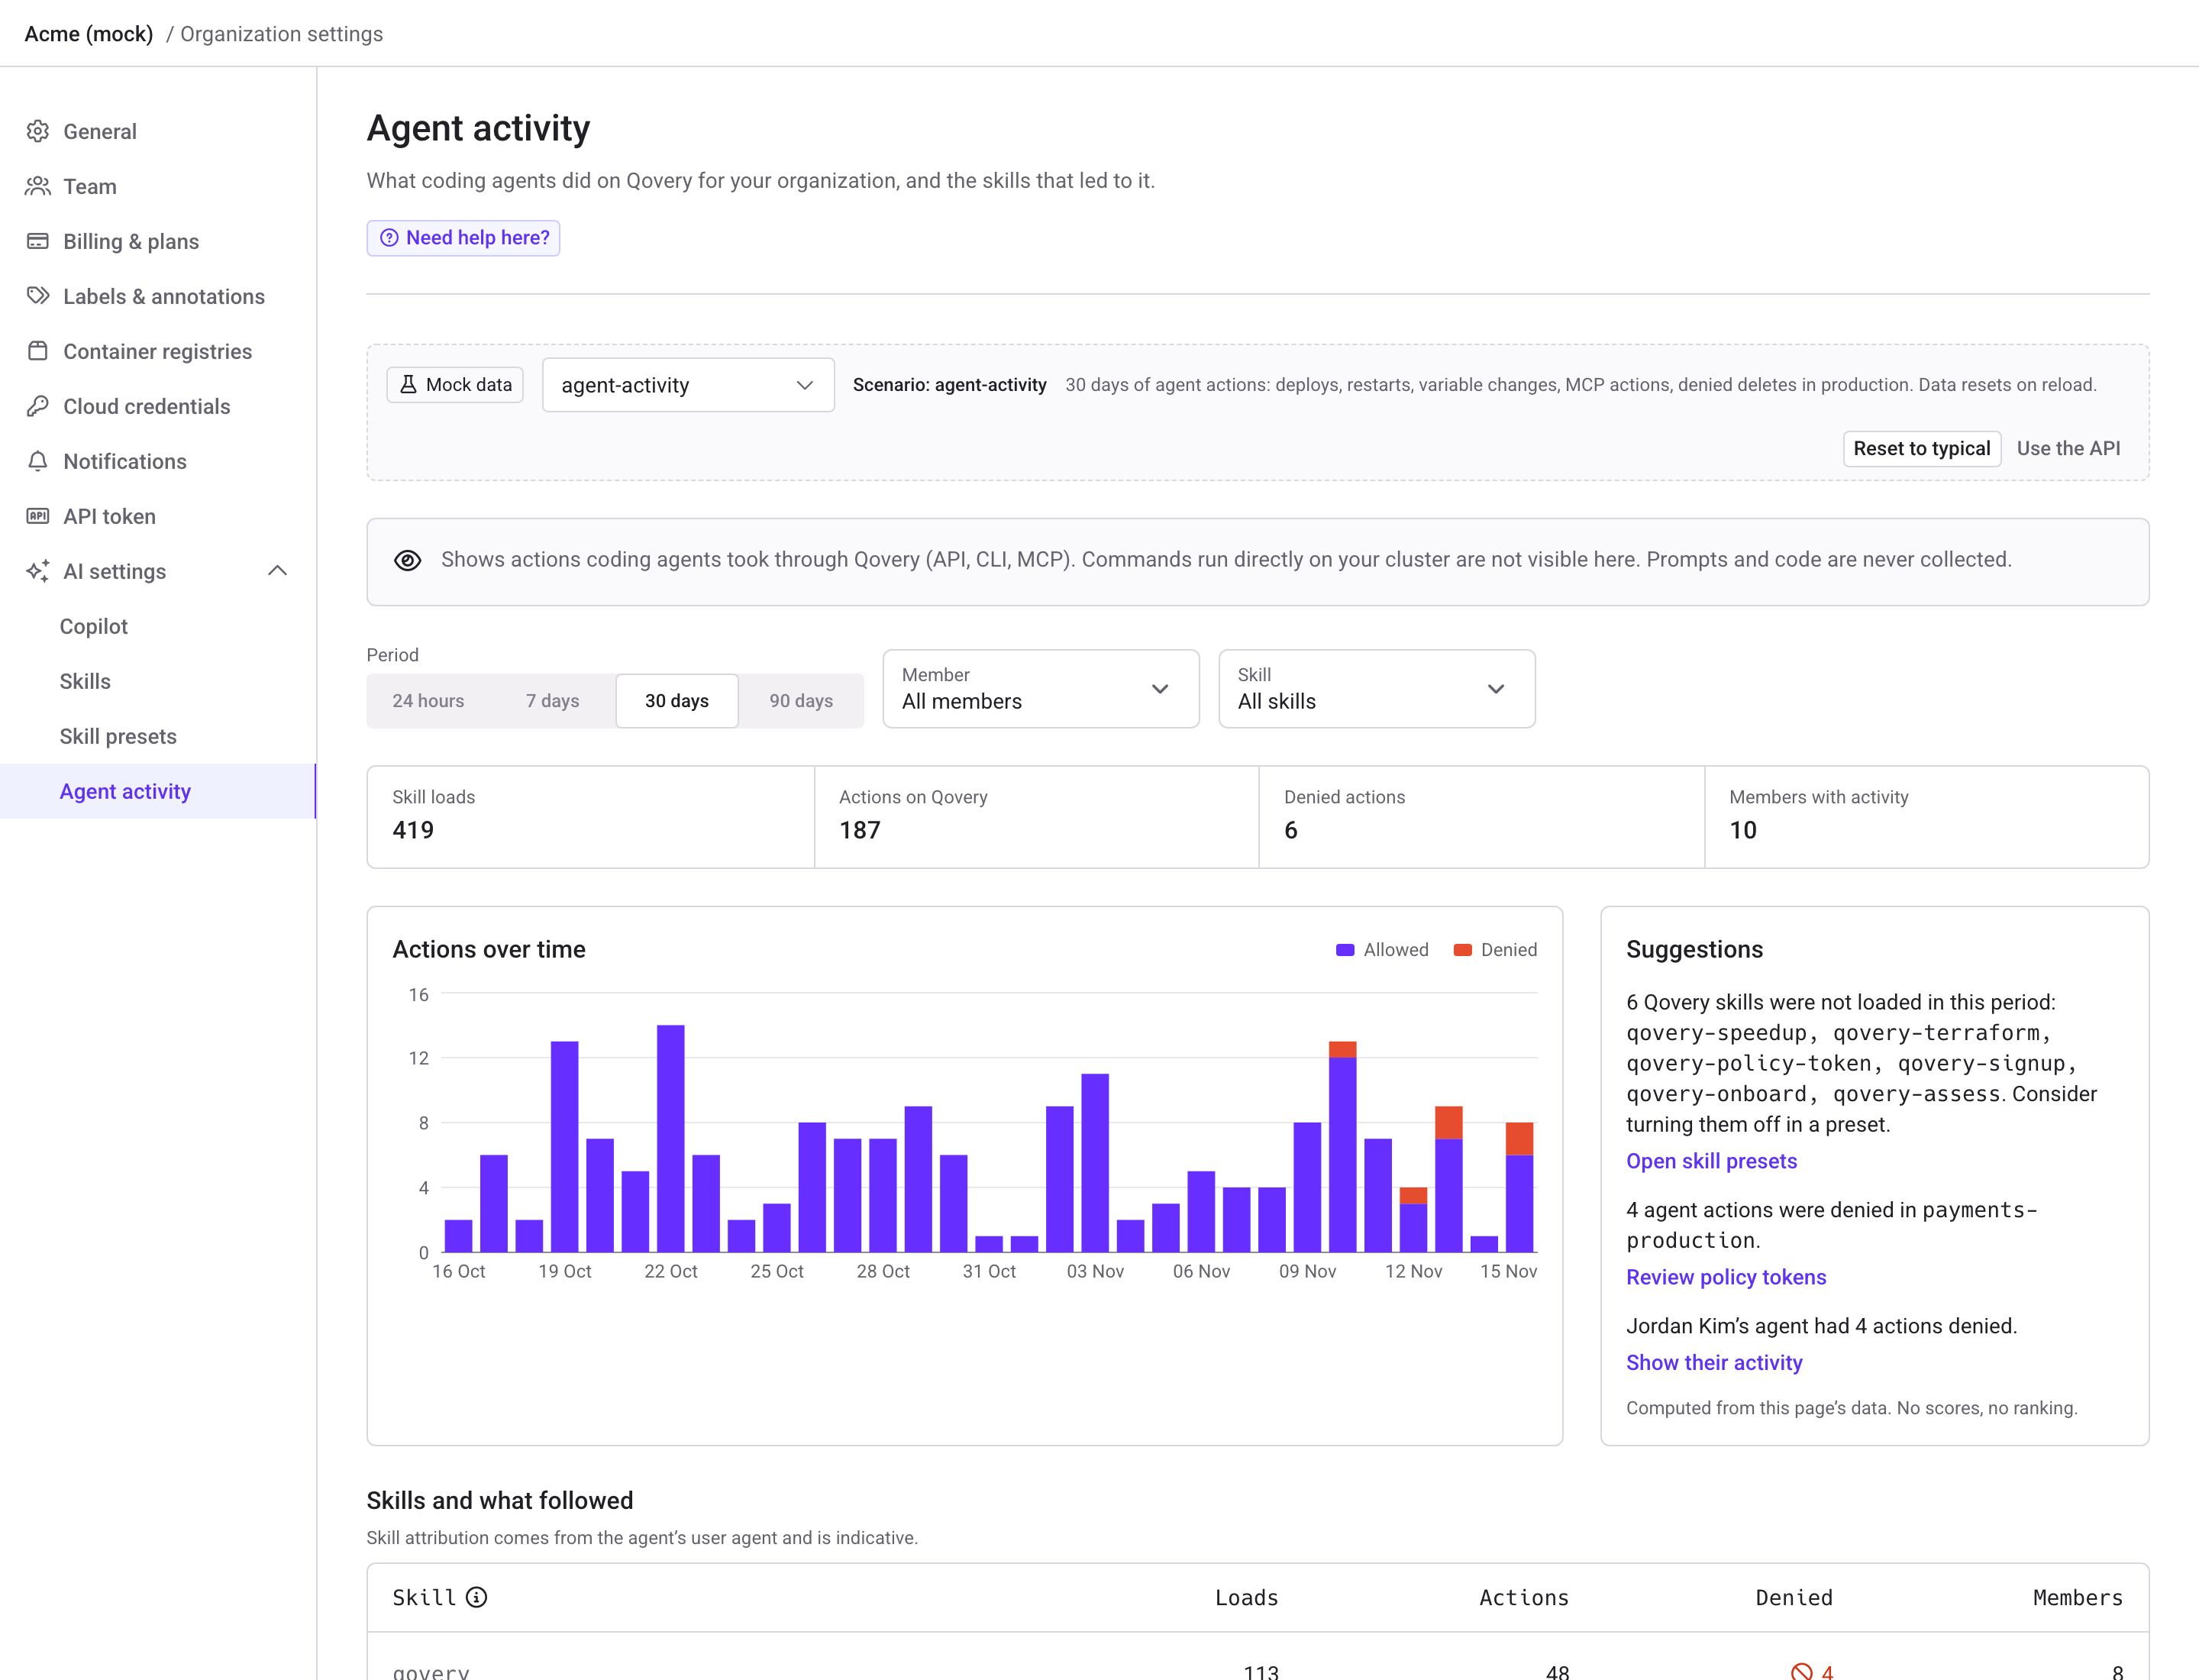 Acme (mock) / Organization settings
General
Team
Billing & plans
Labels & annotations
Container registries
Cloud credentials
Notifications
API token
AI settings
Copilot
Skills
Skill presets
Agent activity
Agent activity
What coding agents did on Qovery for your organization, and the skills that led to it.
Need help here?
Mock data
agent-activity
Scenario: agent-activity 30 days of agent actions: deploys, restarts, variable changes, MCP actions, denied deletes in production. Data resets on reload.
Reset to typical
Use the API
Shows actions coding agents took through Qovery (API, CLI, MCP). Commands run directly on your cluster are not visible here. Prompts and code are never collected.
Period
24 hours
7 days
30 days
90 days
Member
All members
Skill
All skills
Skill loads
419
Actions on Qovery
187
Denied actions
6
Members with activity
10
Actions over time
Allowed
Denied
16
12
8
4
0
16 Oct 19 Oct 22 Oct 25 Oct 28 Oct 31 Oct 03 Nov 06 Nov 09 Nov 12 Nov 15 Nov
Suggestions
6 Qovery skills were not loaded in this period:
qovery-speedup, qovery-terraform,
qovery-policy-token, qovery-signup,
qovery-onboard, qovery-assess. Consider
turning them off in a preset.
Open skill presets
4 agent actions were denied in payments-
production.
Review policy tokens
Jordan Kim’s agent had 4 actions denied.
Show their activity
Computed from this page’s data. No scores, no ranking.
Skills and what followed
Skill attribution comes from the agent’s user agent and is indicative.
Skill Loads Actions Denied Members
qovery 113 48 4 8